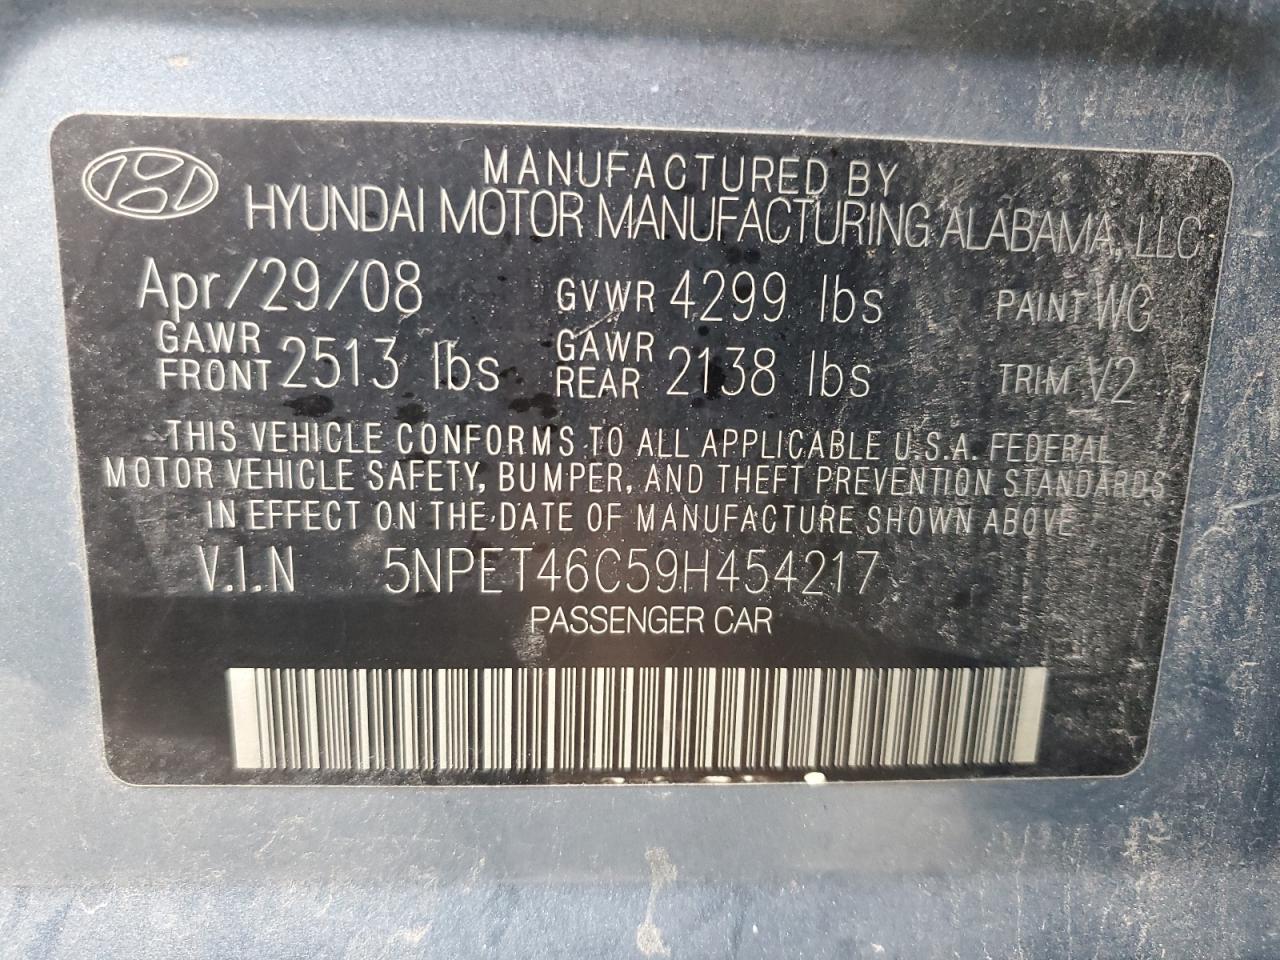 MANUFACTURED BY
HYUNDAI MOTOR MANUFACTURING ALABAMA, LLC
Apr/29/08 GVWR 4299 lbs PAINT WC
GAWR FRONT 2513 lbs GAWR REAR 2138 lbs TRIM V2
THIS VEHICLE CONFORMS TO ALL APPLICABLE U.S.A. FEDERAL
MOTOR VEHICLE SAFETY, BUMPER, AND THEFT PREVENTION STANDARDS
IN EFFECT ON THE DATE OF MANUFACTURE SHOWN ABOVE
V.I.N 5NPET46C59H454217
PASSENGER CAR